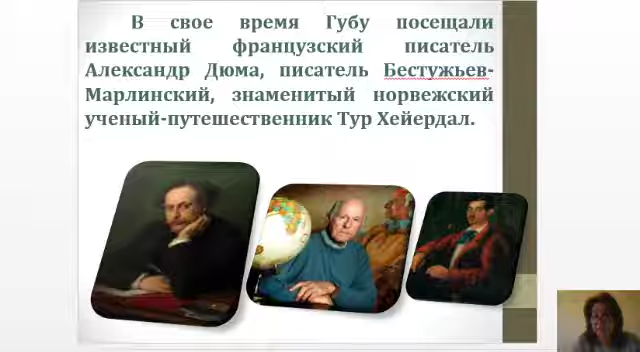 В свое время Губу посещали
известный французский писатель
Александр Дюма, писатель Бестужьев-
Марлинский, знаменитый норвежский
ученый-путешественник Тур Хейердал.